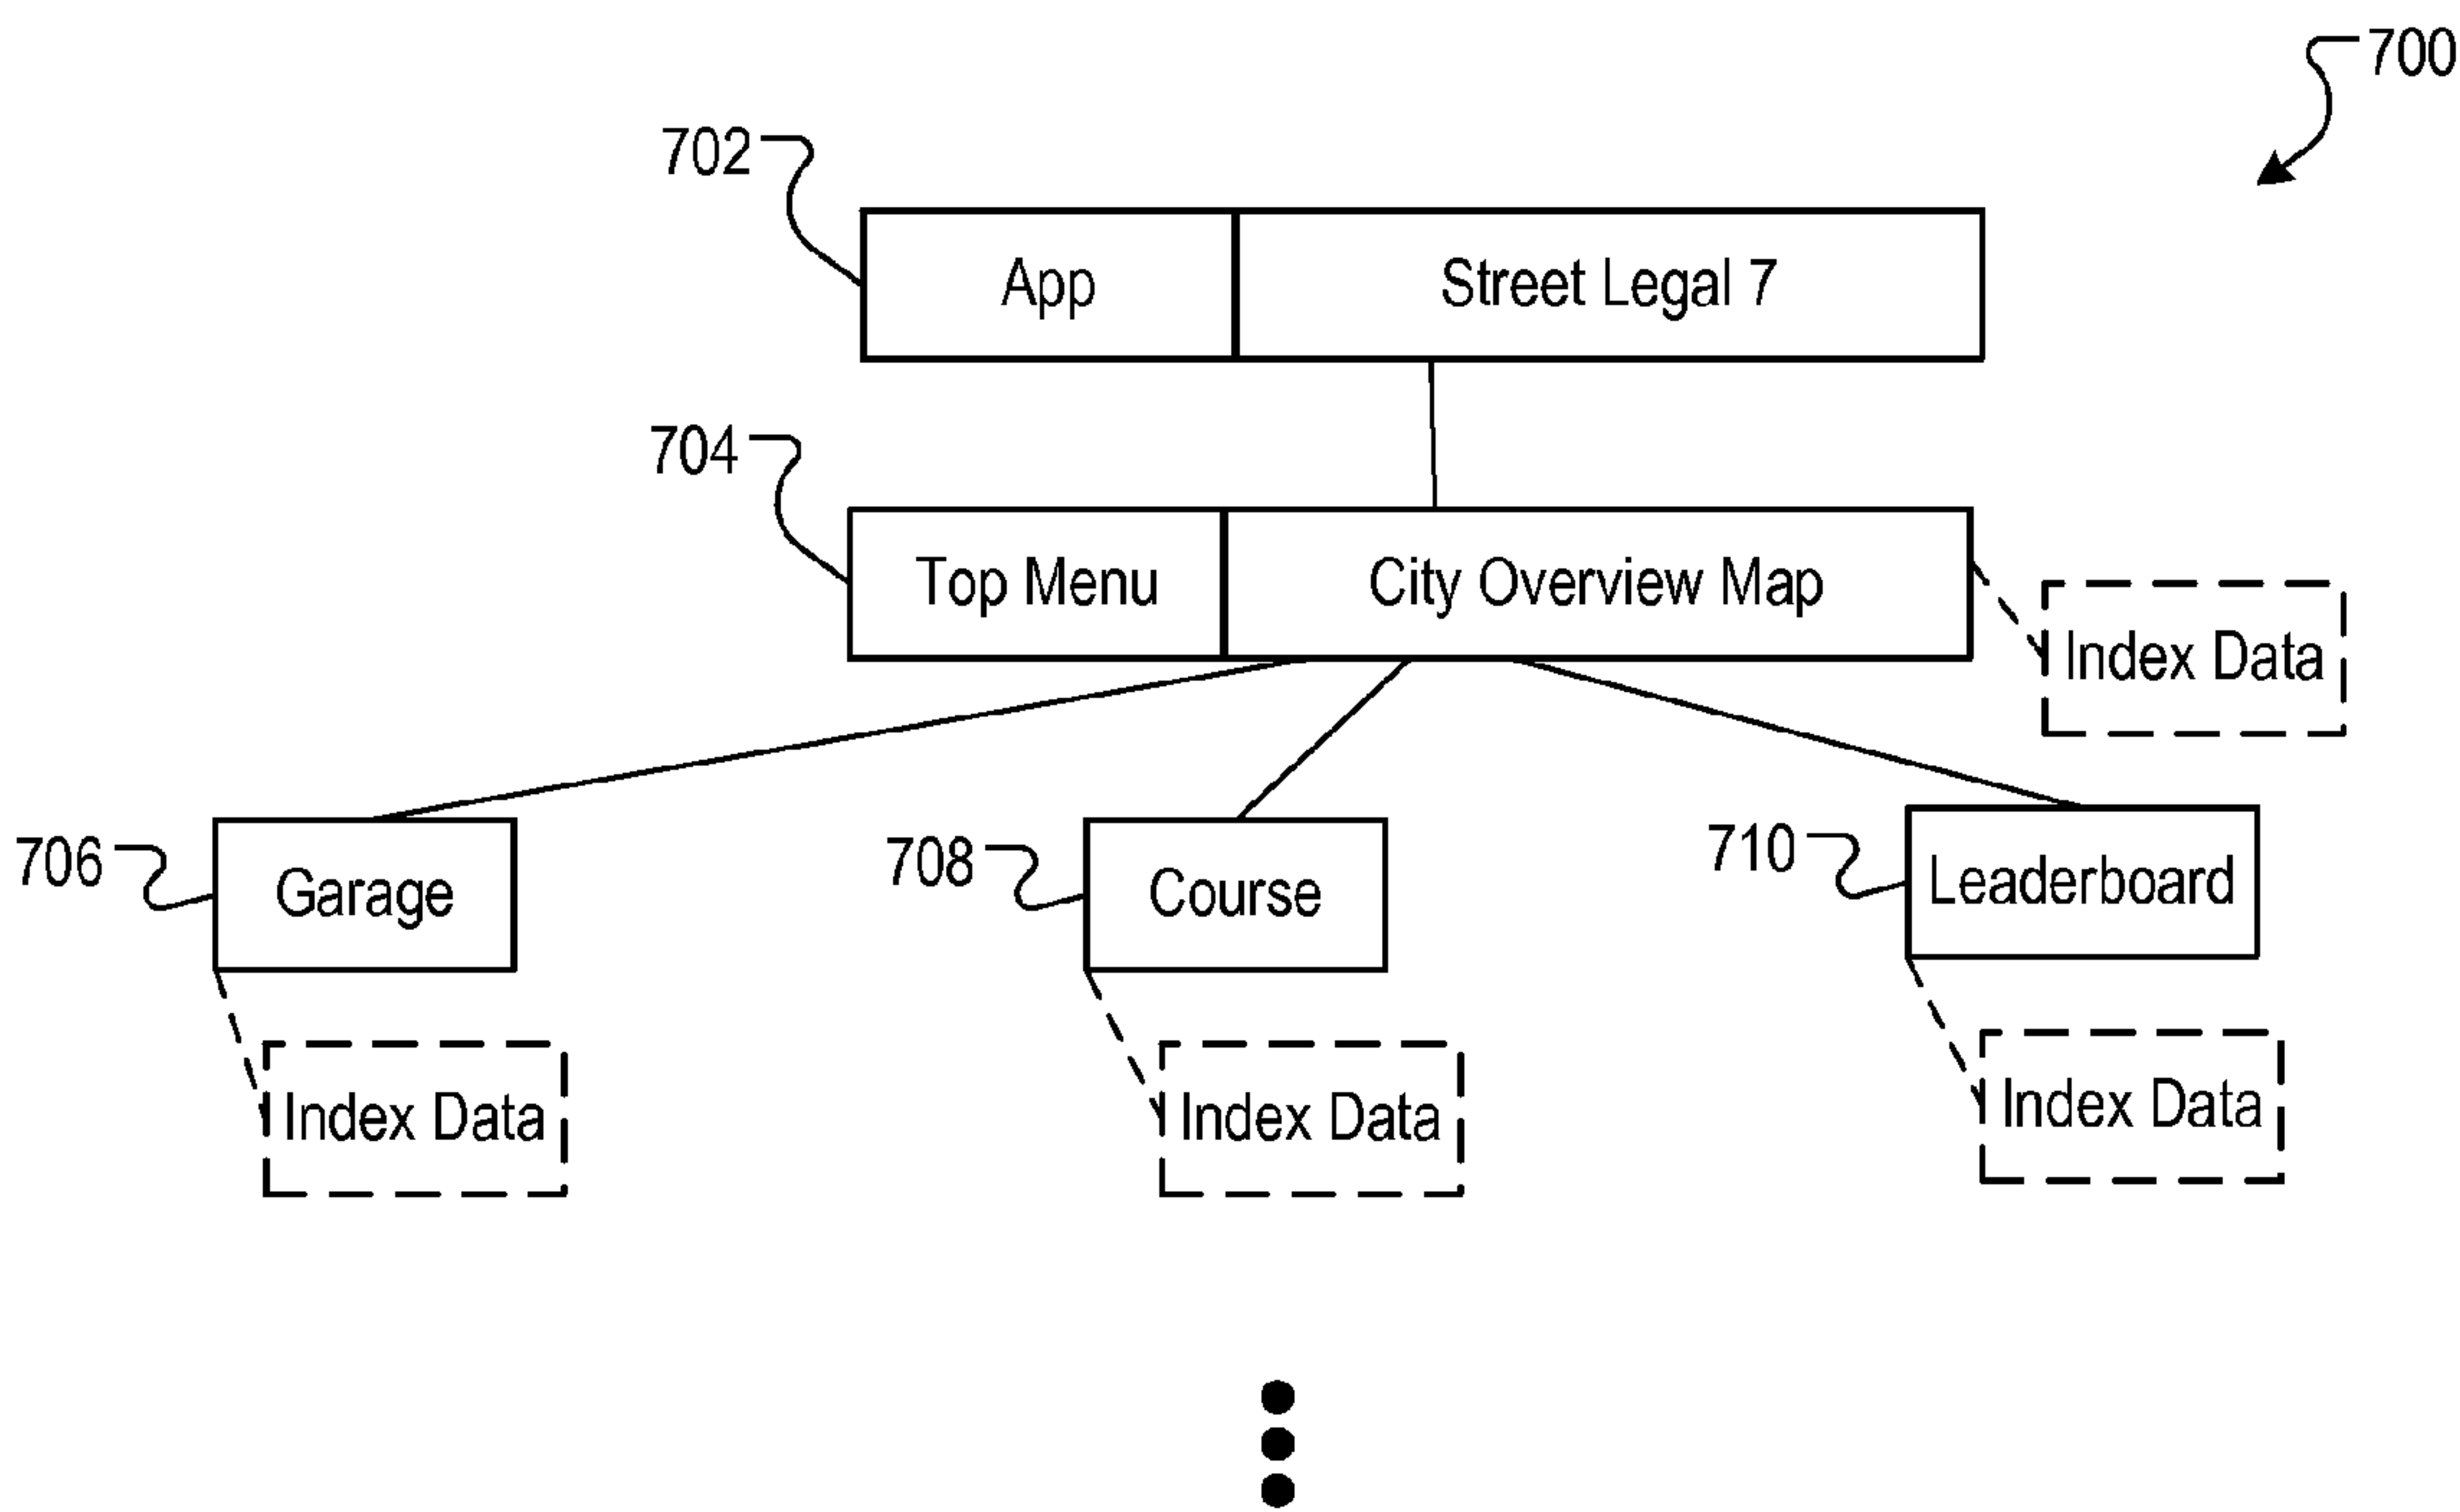 700
702
App
Street Legal 7
704
Top Menu
City Overview Map
Index Data
706
Garage
708
Course
710
Leaderboard
Index Data
Index Data
Index Data